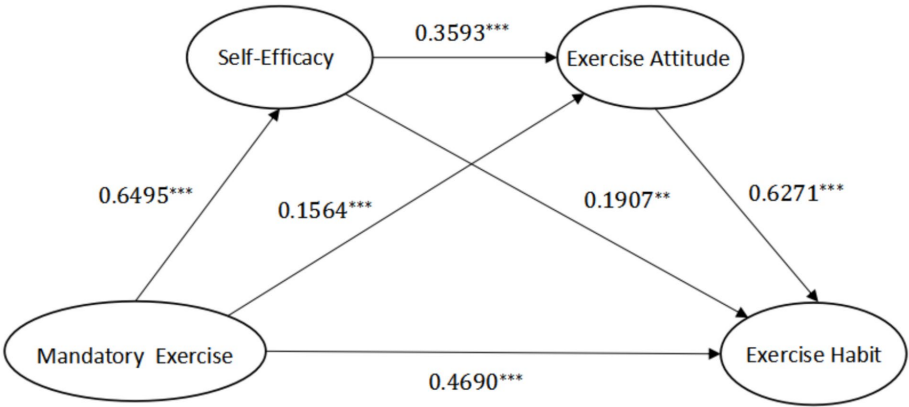 0.3593***
Self-Efficacy
Exercise Attitude
0.6495***
0.1564***
0.1907**
0.6271***
Mandatory Exercise
Exercise Habit
0.4690***